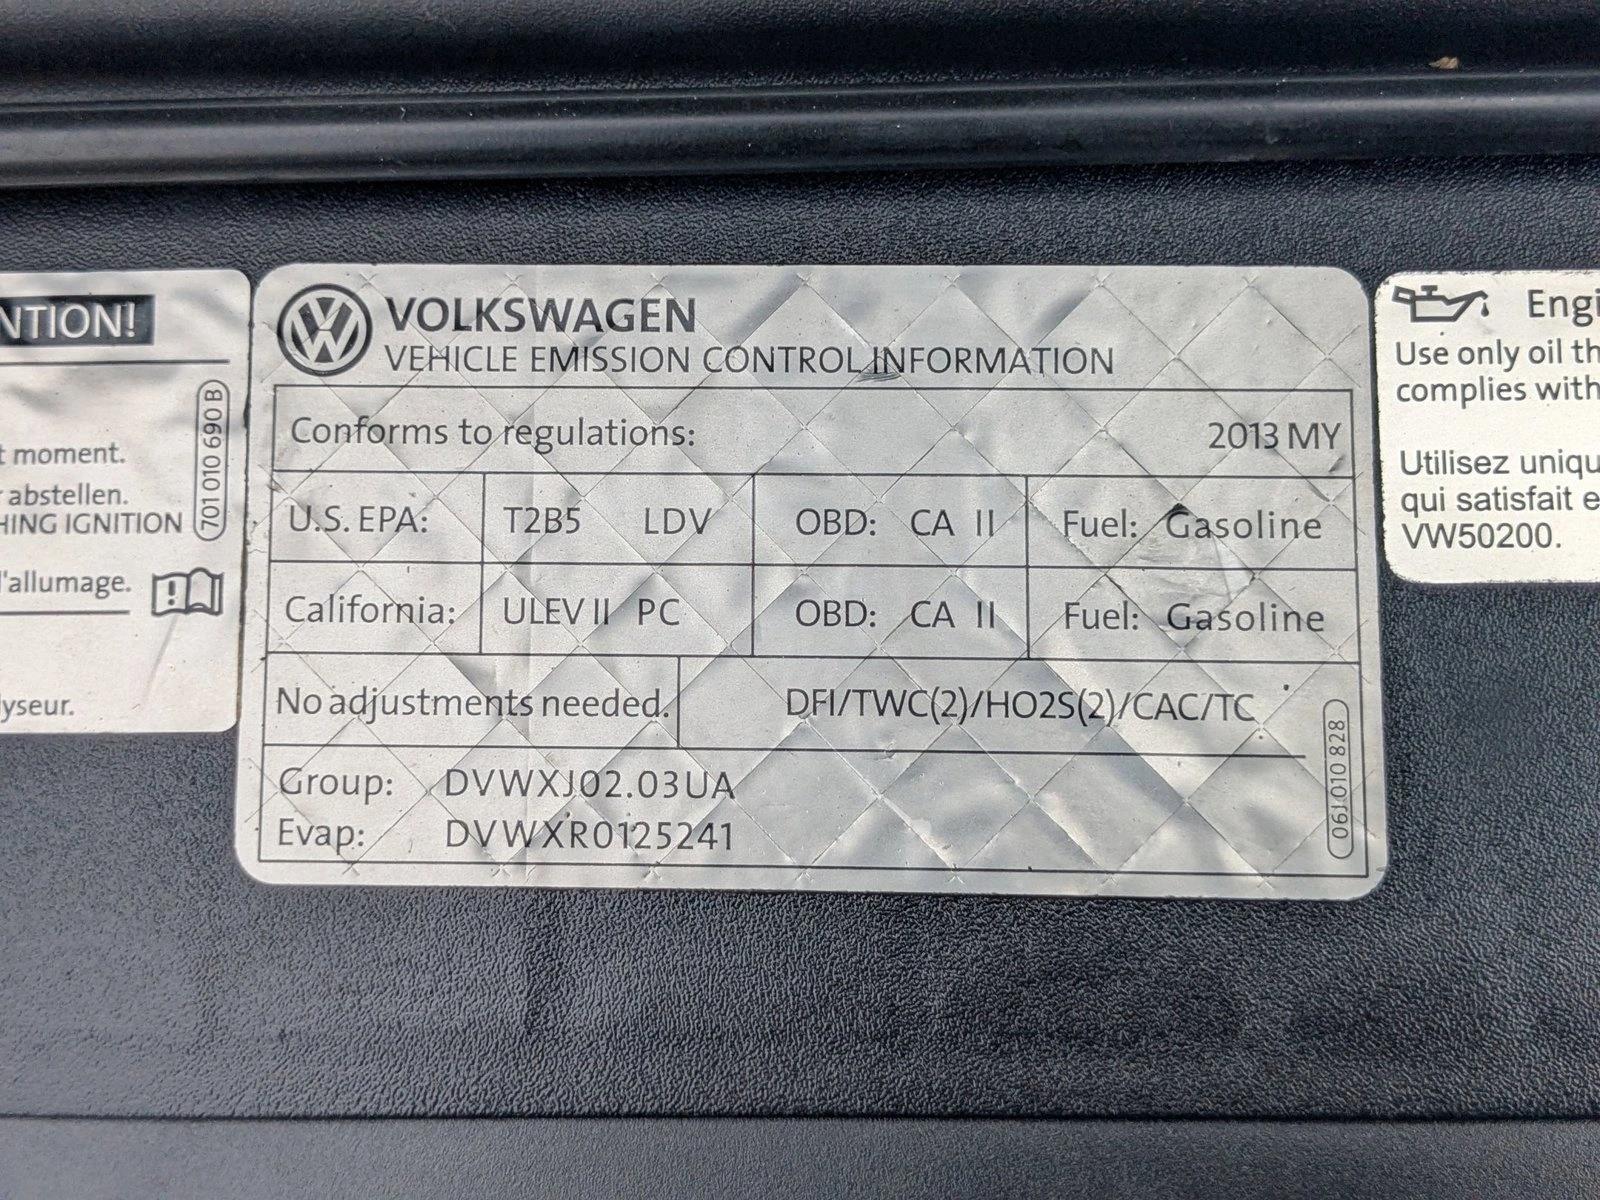 NTION!
t moment.
abstellen.
HING IGNITION
l'allumage.
lyseur.
701 010 690 B
VOLKSWAGEN
VEHICLE EMISSION CONTROL INFORMATION
Conforms to regulations: 2013 MY
U.S. EPA: T2B5 LDV OBD: CA II Fuel: Gasoline
California: ULEV II PC OBD: CA II Fuel: Gasoline
No adjustments needed. DFI/TWC(2)/HO2S(2)/CAC/TC
Group: DVWXJ02.03UA
Evap: DVWXR0125241
06J 010 828
Engi
Use only oil th
complies with
Utilisez uniqu
qui satisfait e
VW50200.